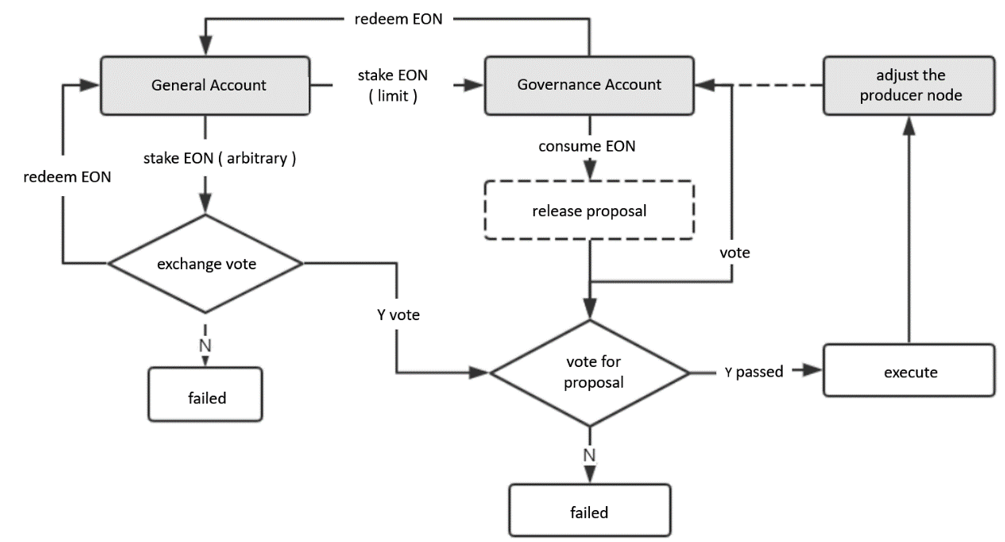 redeem EON
General Account
stake EON
( limit )
Governance Account
adjust the
producer node
stake EON ( arbitrary )
consume EON
redeem EON
release proposal
exchange vote
vote
Y vote
N
vote for
proposal
Y passed
execute
failed
N
failed